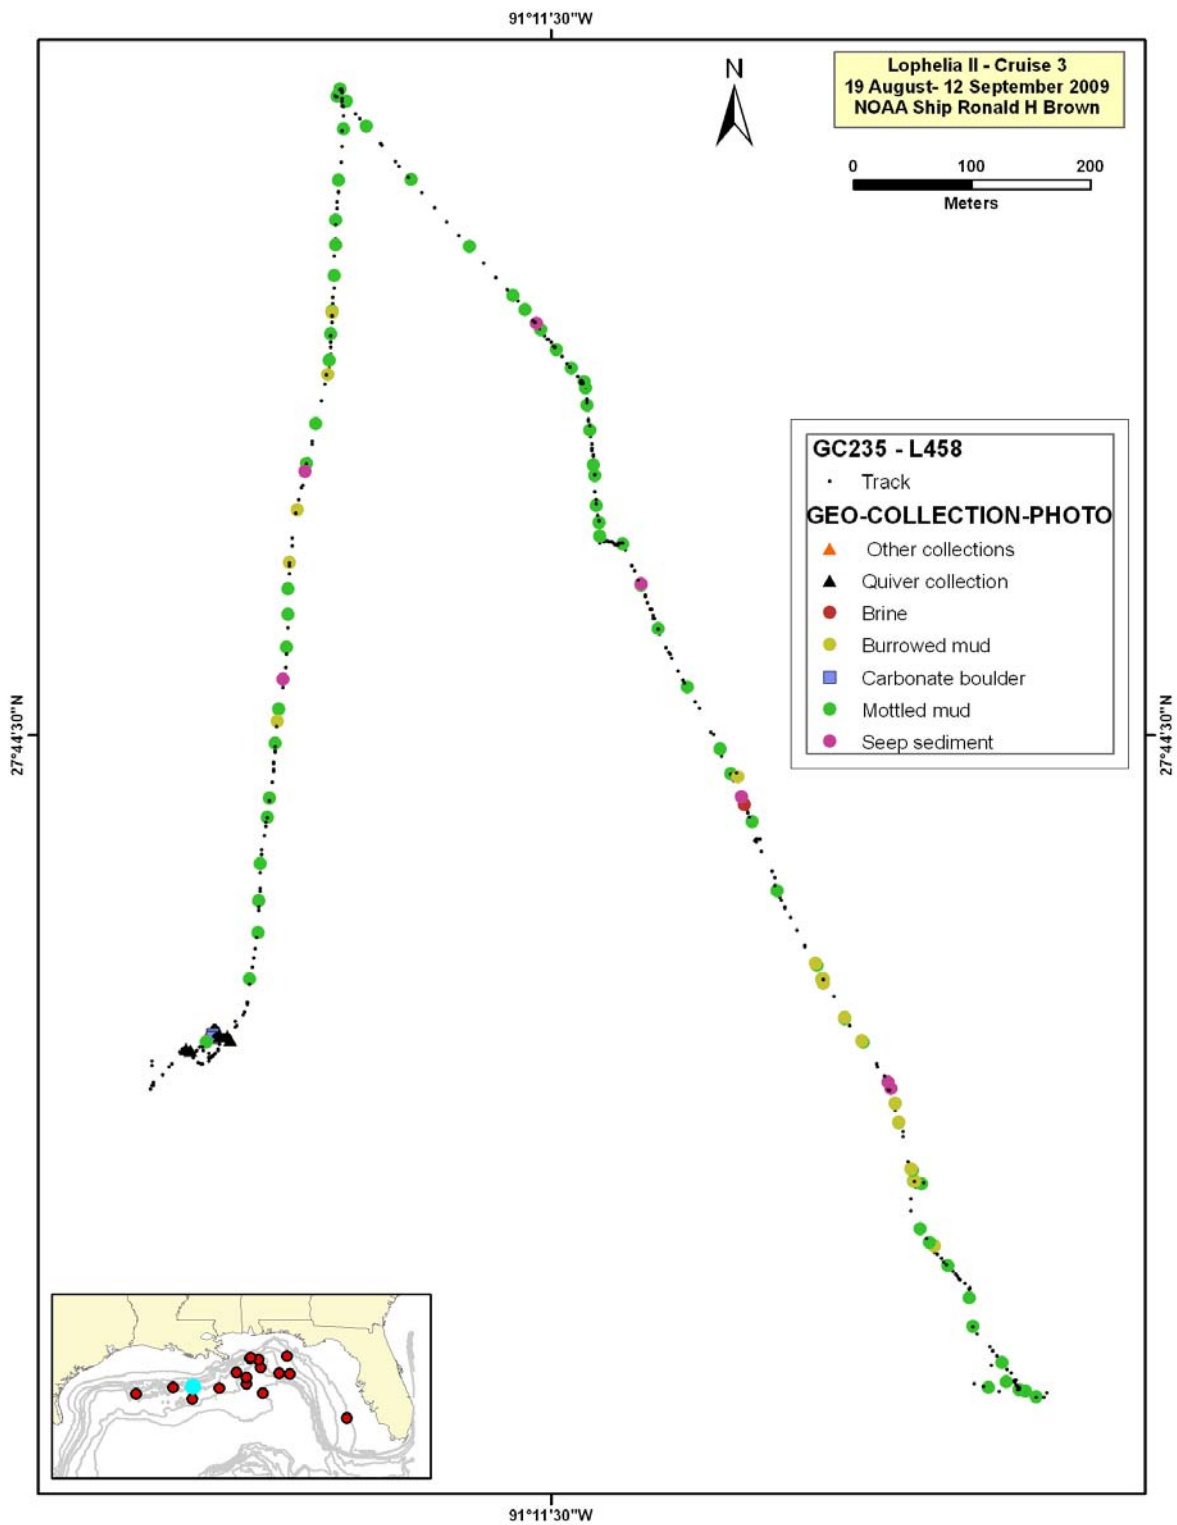 91°11'30"W
Lophelia II - Cruise 3
19 August- 12 September 2009
NOAA Ship Ronald H Brown
N
0 100 200
Meters
GC235 - L458
Track
GEO-COLLECTION-PHOTO
Other collections
Quiver collection
Brine
Burrowed mud
Carbonate boulder
Mottled mud
Seep sediment
27°44'30"N
27°44'30"N
91°11'30"W